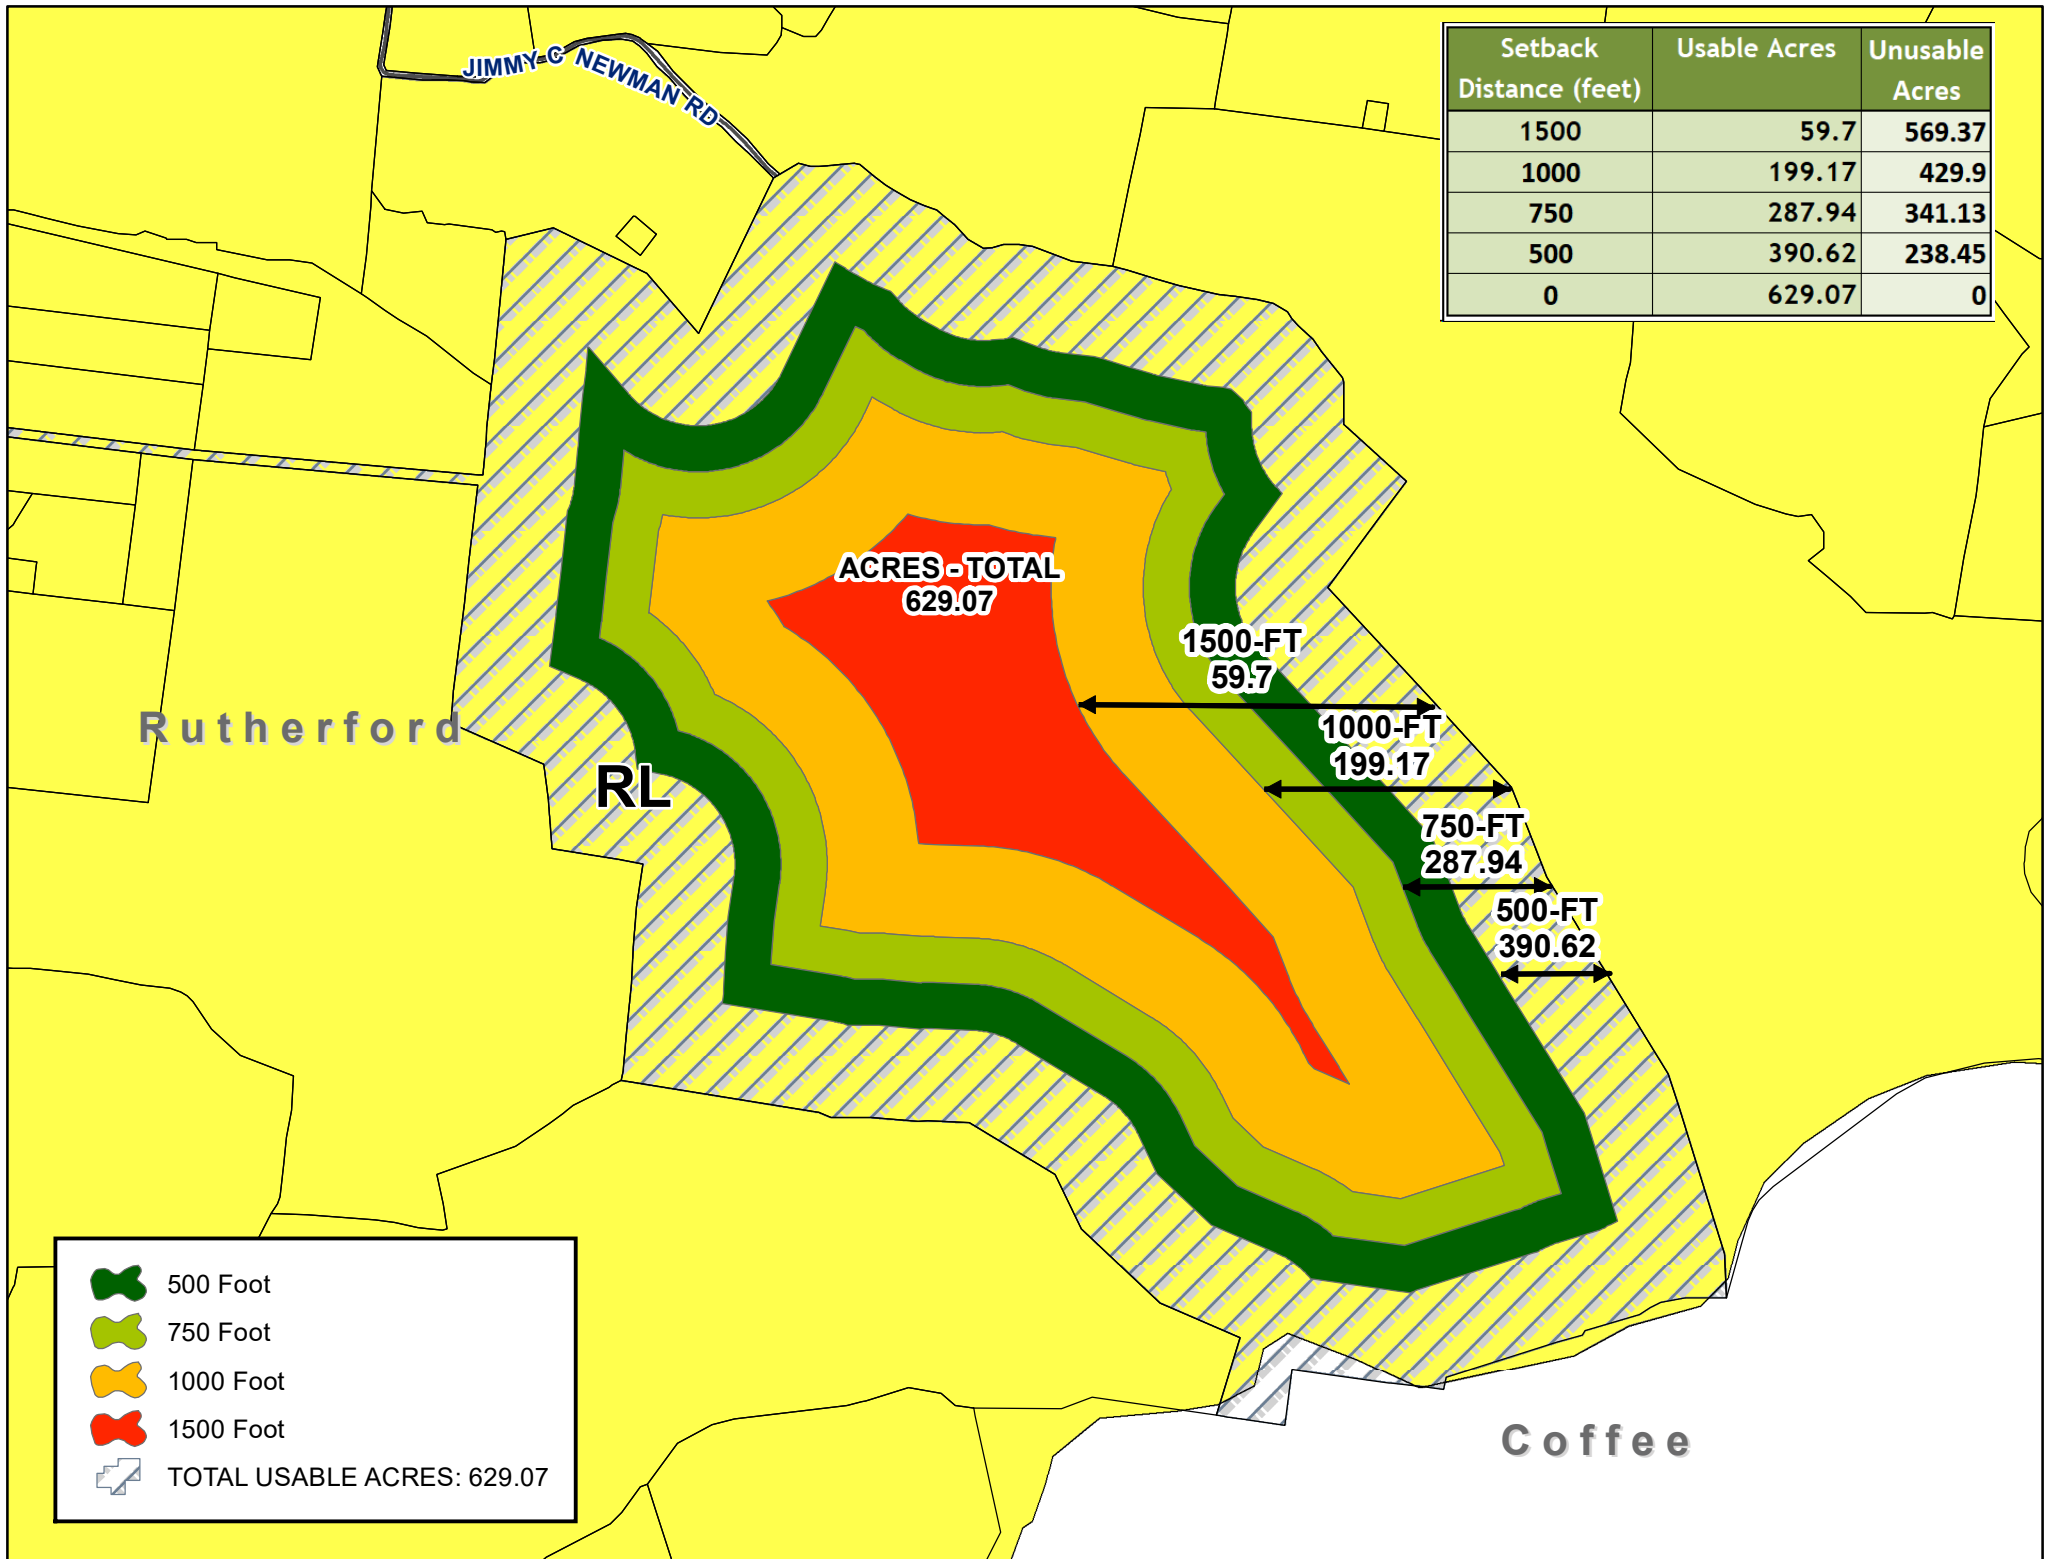 JIMMY C NEWMAN RD
Setback Distance (feet) Usable Acres Unusable Acres
1500 59.7 569.37
1000 199.17 429.9
750 287.94 341.13
500 390.62 238.45
0 629.07 0
ACRES - TOTAL
629.07
1500-FT
59.7
1000-FT
199.17
750-FT
287.94
500-FT
390.62
Rutherford
RL
Coffee
500 Foot
750 Foot
1000 Foot
1500 Foot
TOTAL USABLE ACRES: 629.07